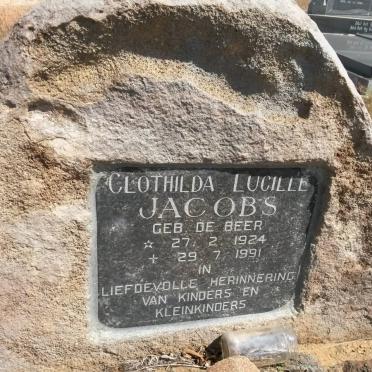 CLOTHILDA LUCILLE
JACOBS
GEB. DE BEER
☆ 27. 2. 1924
+ 29. 7. 1991
IN
LIEFDEVOLLE HERINNERING
VAN KINDERS EN
KLEINKINDERS